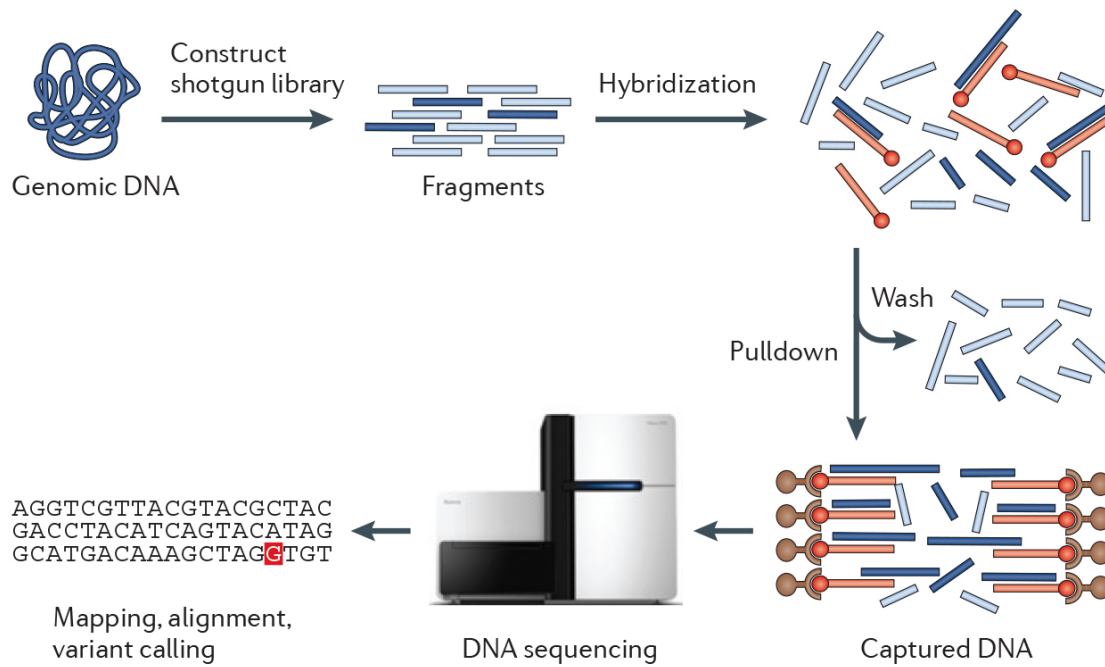 Construct
shotgun library
Hybridization
Genomic DNA
Fragments
Wash
Pulldown
AGGTCGTTACGTACGCTAC
GACCTACATCAGTACATAG
GCATGACAAAGCTAGGTGT
Mapping, alignment,
variant calling
DNA sequencing
Captured DNA